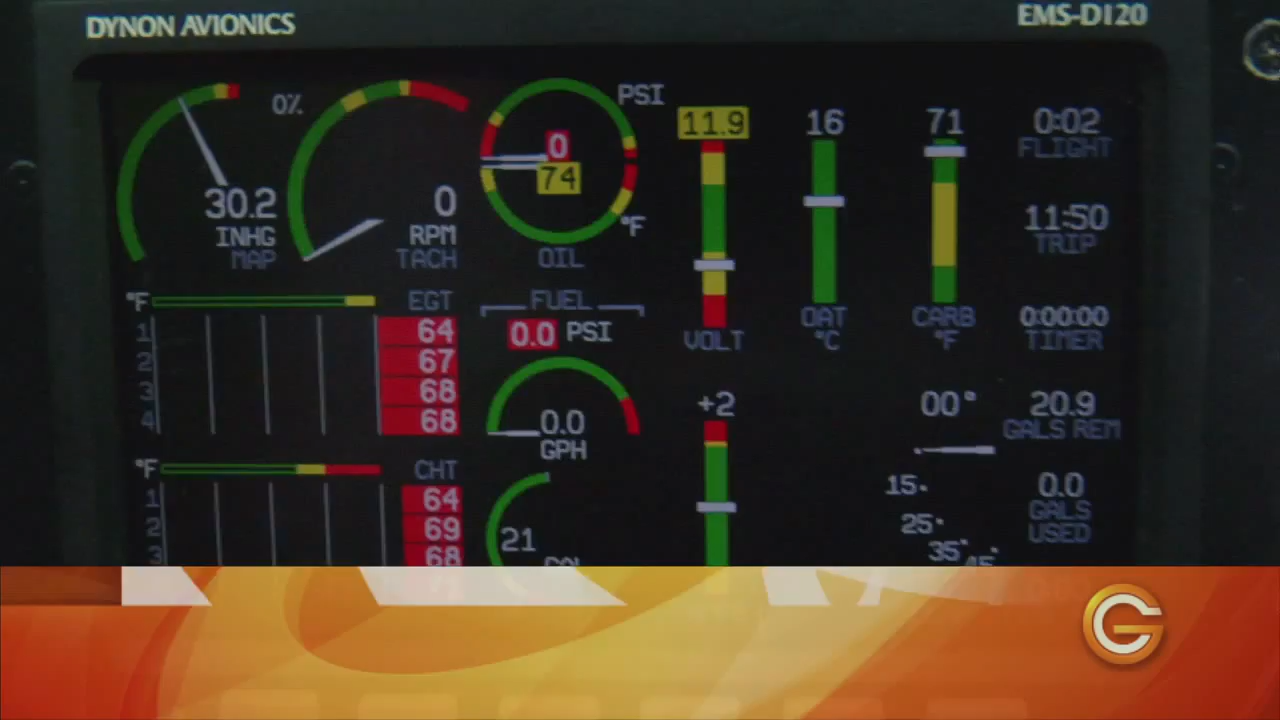 DYNON AVIONICS
EMS-D120
0%
30.2
INHG
MAP
0
RPM
TACH
PSI
0
74
°F
OIL
11.9
VOLT
16
OAT
°C
71
CARB
°F
0:02
FLIGHT
11:50
TRIP
0:00:00
TIMER
°F EGT
1 64
2 67
3 68
4 68
FUEL
0.0 PSI
0.0
GPH
+2
00°
15
25
35
45
20.9
GALS REM
0.0
GALS
USED
°F CHT
1 64
2 69
3 68
21
G